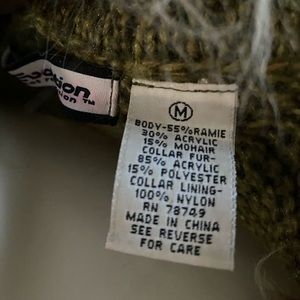 M
BODY-55%RAMIE
30% ACRYLIC
15% MOHAIR
COLLAR FUR-
85% ACRYLIC
15% POLYESTER
COLLAR LINING-
100% NYLON
RN 78749
MADE IN CHINA
SEE REVERSE
FOR CARE